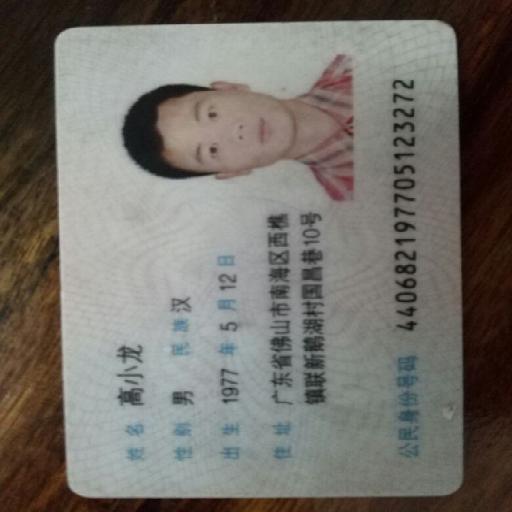 姓名 高小龙
性别 男 民族 汉
出生 1977 年 5 月 12 日
住址 广东省佛山市南海区西樵
镇联新鹅湖村国昌巷10号
公民身份号码 440682197705123272